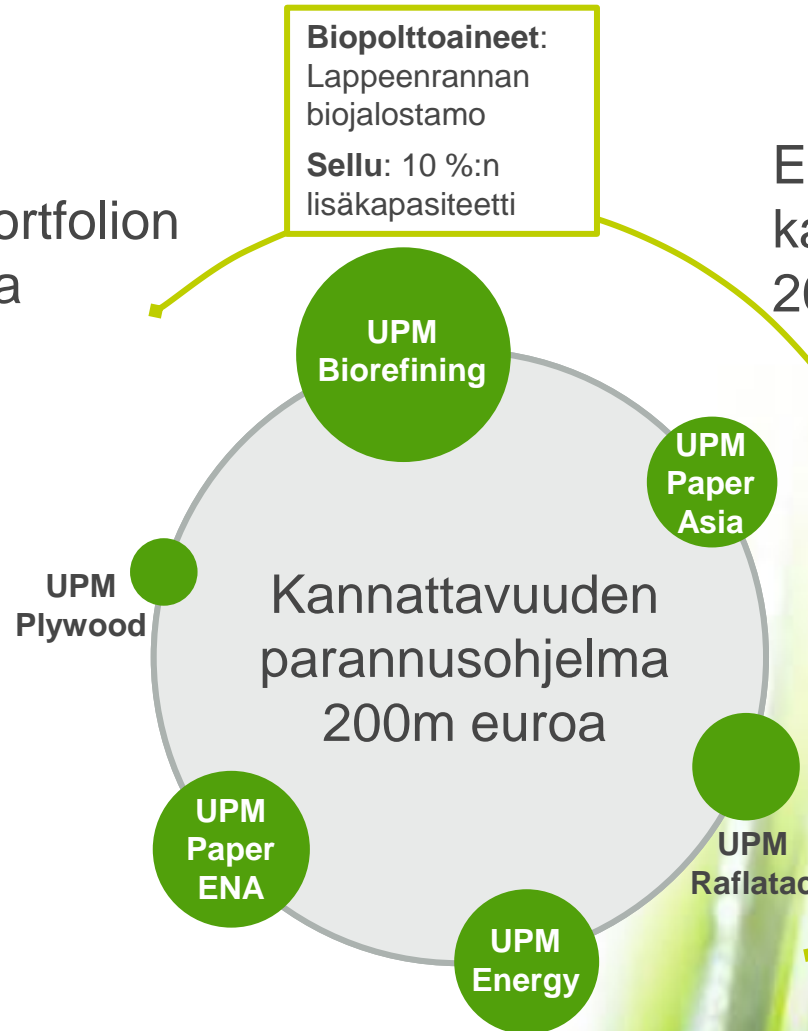 Biopolttoaineet:
Lappeenrannan
biojalostamo
Sellu: 10 %:n
lisäkapasiteetti
UPM
Biorefining
UPM
Paper
Asia
UPM
Plywood
Kannattavuuden
parannusohjelma
200m euroa
UPM
Raflatac
UPM
Paper
ENA
UPM
Energy